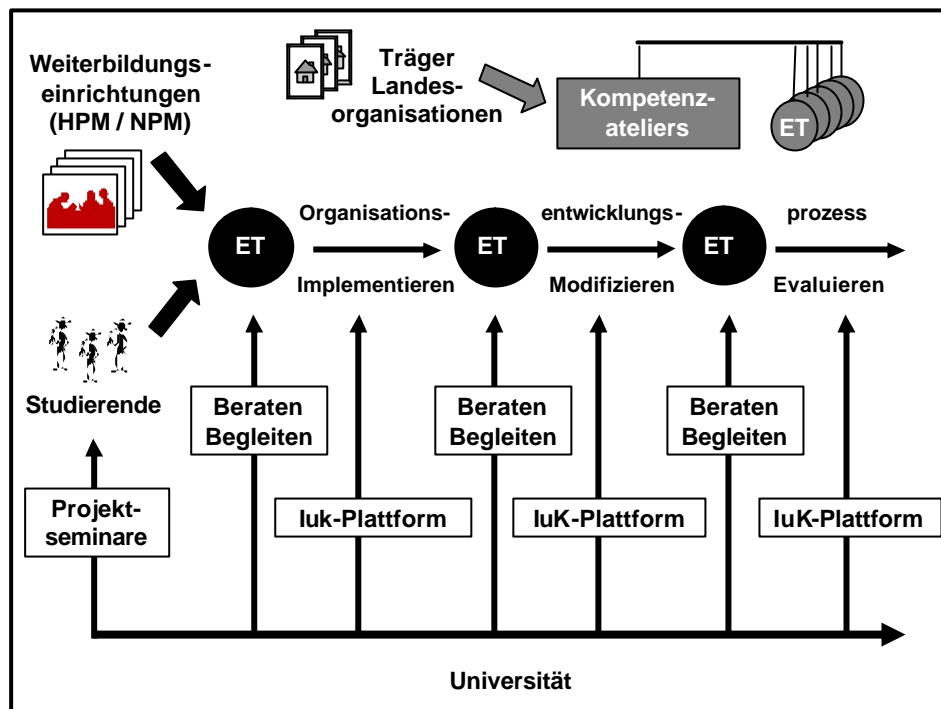 Weiterbildungs-
einrichtungen
(HPM / NPM)
Träger
Landes-
organisationen
Kompetenz-
ateliers
ET
ET
Organisations-
Implementieren
ET
entwicklungs-
Modifizieren
ET
prozess
Evaluieren
Studierende
Beraten
Begleiten
Beraten
Begleiten
Beraten
Begleiten
Projekt-
seminare
Iuk-Plattform
IuK-Plattform
IuK-Plattform
Universität